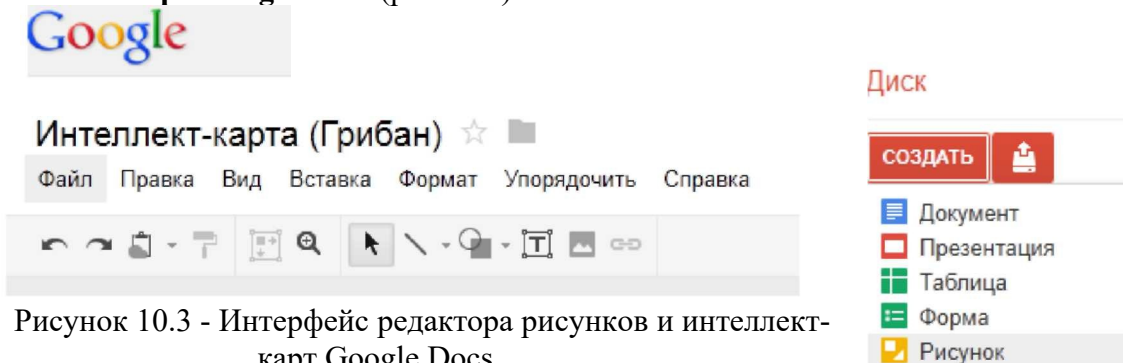 Google
Интеллект-карта (Грибан)
Файл Правка Вид Вставка Формат Упорядочить Справка
Рисунок 10.3 - Интерфейс редактора рисунков и интеллект-
карт Google Docs
Диск
СОЗДАТЬ
Документ
Презентация
Таблица
Форма
Рисунок